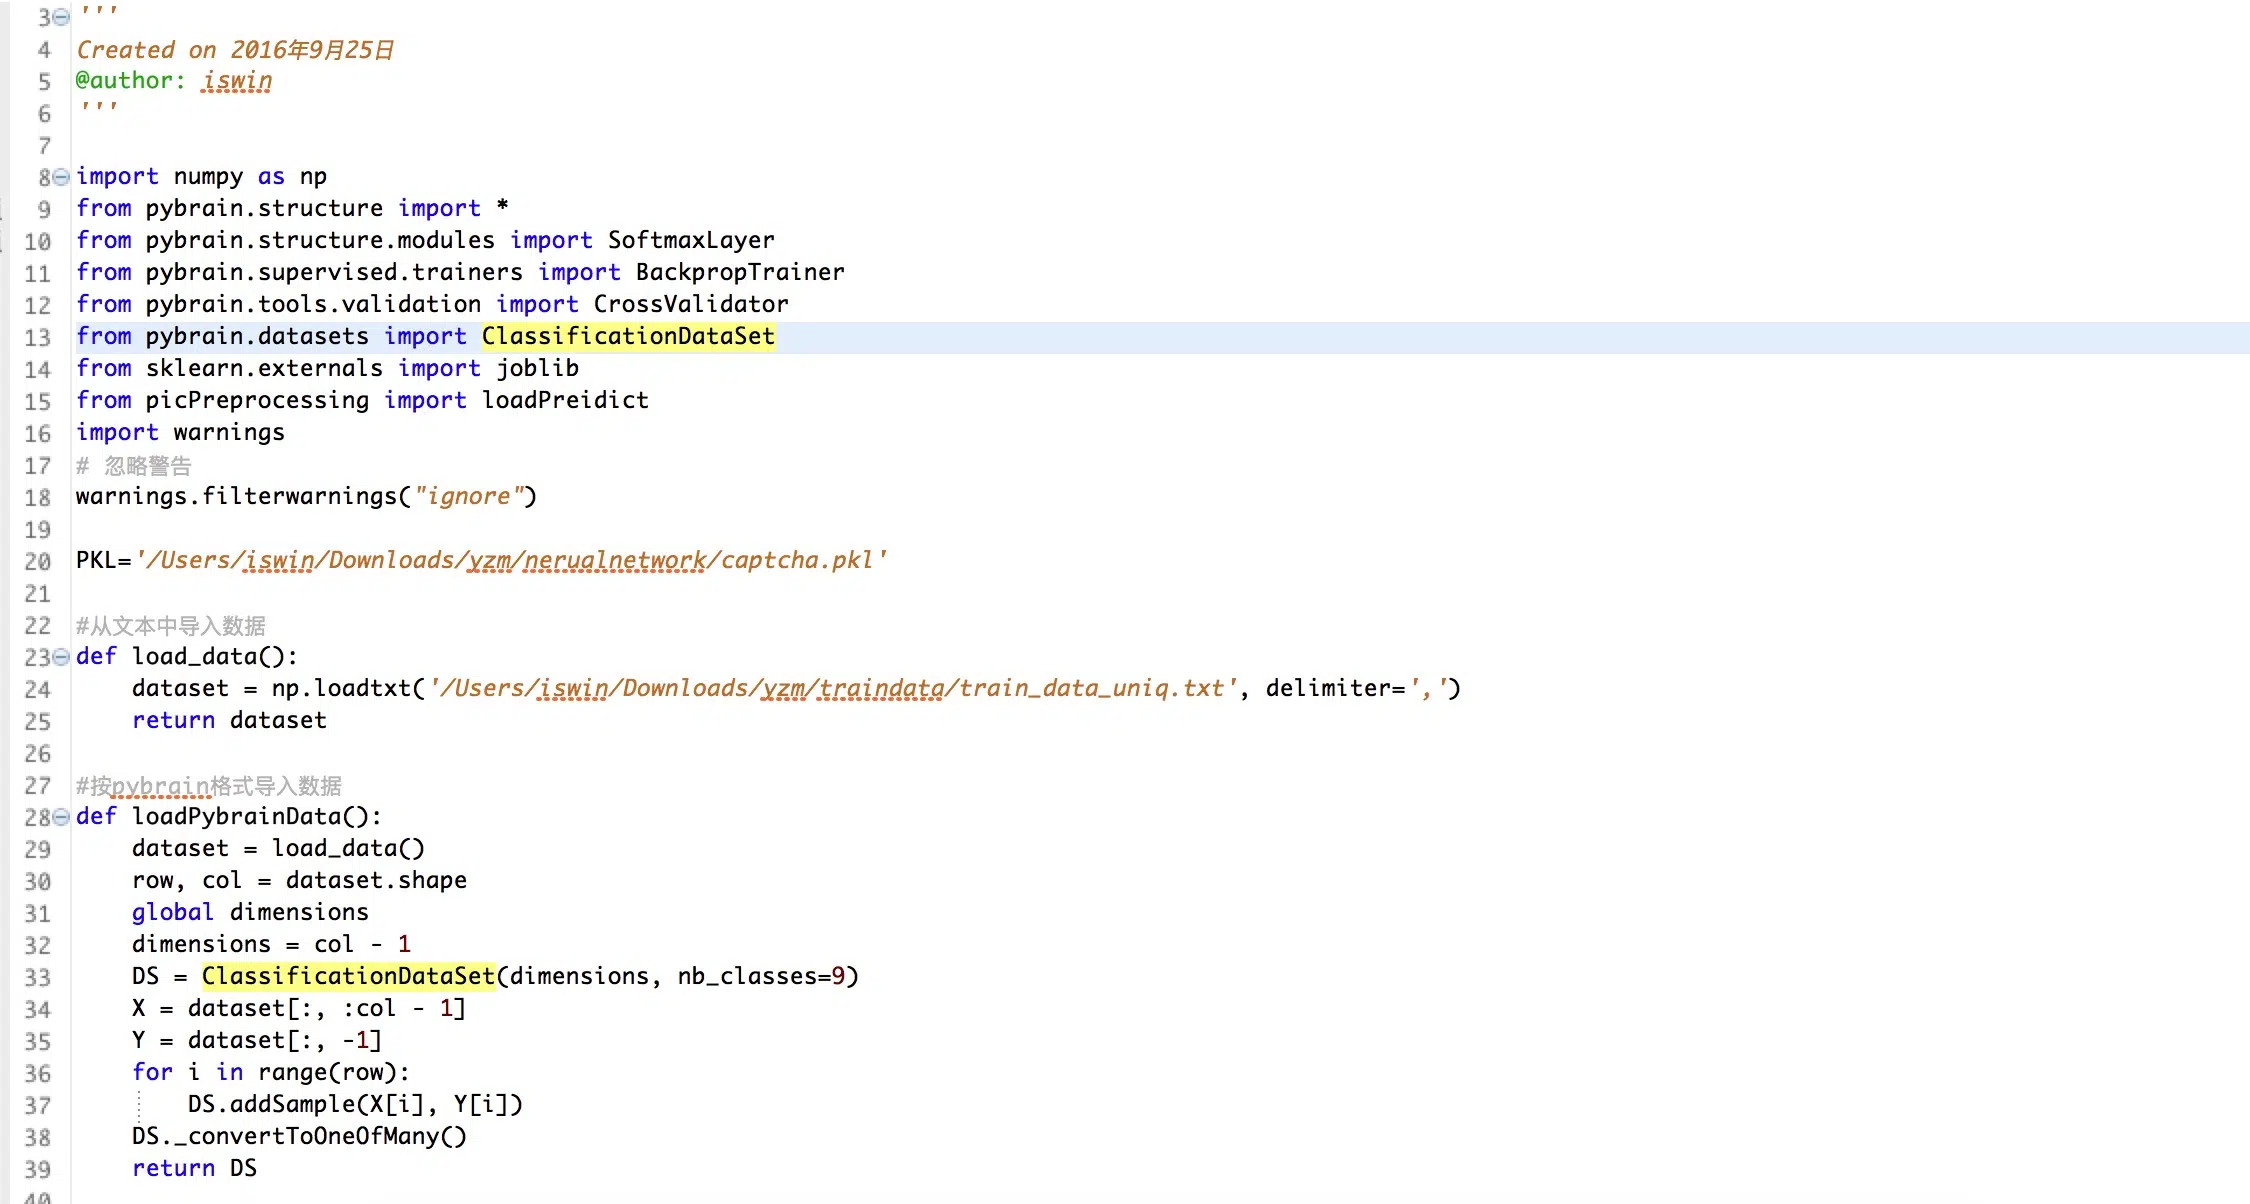 3 '''
4 Created on 2016年9月25日
5 @author: iswin
6 '''
7
8 import numpy as np
9 from pybrain.structure import *
10 from pybrain.structure.modules import SoftmaxLayer
11 from pybrain.supervised.trainers import BackpropTrainer
12 from pybrain.tools.validation import CrossValidator
13 from pybrain.datasets import ClassificationDataSet
14 from sklearn.externals import joblib
15 from picPreprocessing import loadPreidict
16 import warnings
17 # 忽略警告
18 warnings.filterwarnings("ignore")
19
20 PKL='/Users/iswin/Downloads/yzm/nerualnetwork/captcha.pkl'
21
22 #从文本中导入数据
23 def load_data():
24     dataset = np.loadtxt('/Users/iswin/Downloads/yzm/traindata/train_data_uniq.txt', delimiter=',')
25     return dataset
26
27 #按pybrain格式导入数据
28 def loadPybrainData():
29     dataset = load_data()
30     row, col = dataset.shape
31     global dimensions
32     dimensions = col - 1
33     DS = ClassificationDataSet(dimensions, nb_classes=9)
34     X = dataset[:, :col - 1]
35     Y = dataset[:, -1]
36     for i in range(row):
37         DS.addSample(X[i], Y[i])
38     DS._convertToOneOfMany()
39     return DS
40